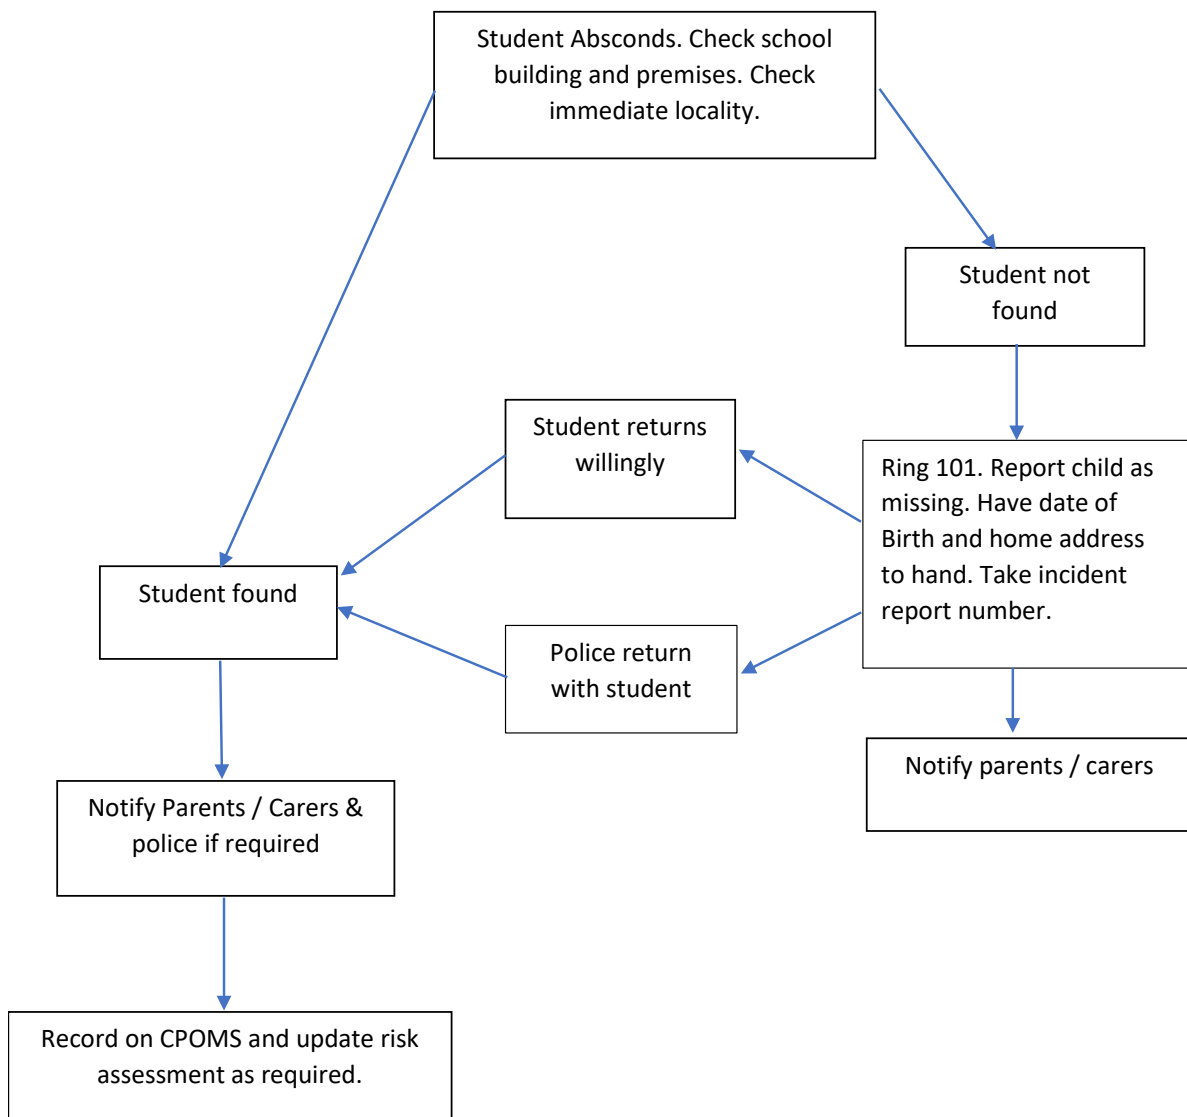 Student Absconds. Check school
building and premises. Check
immediate locality.
Student not
found
Student returns
willingly
Ring 101. Report child as
missing. Have date of
Birth and home address
to hand. Take incident
report number.
Student found
Police return
with student
Notify parents / carers
Notify Parents / Carers &
police if required
Record on CPOMS and update risk
assessment as required.